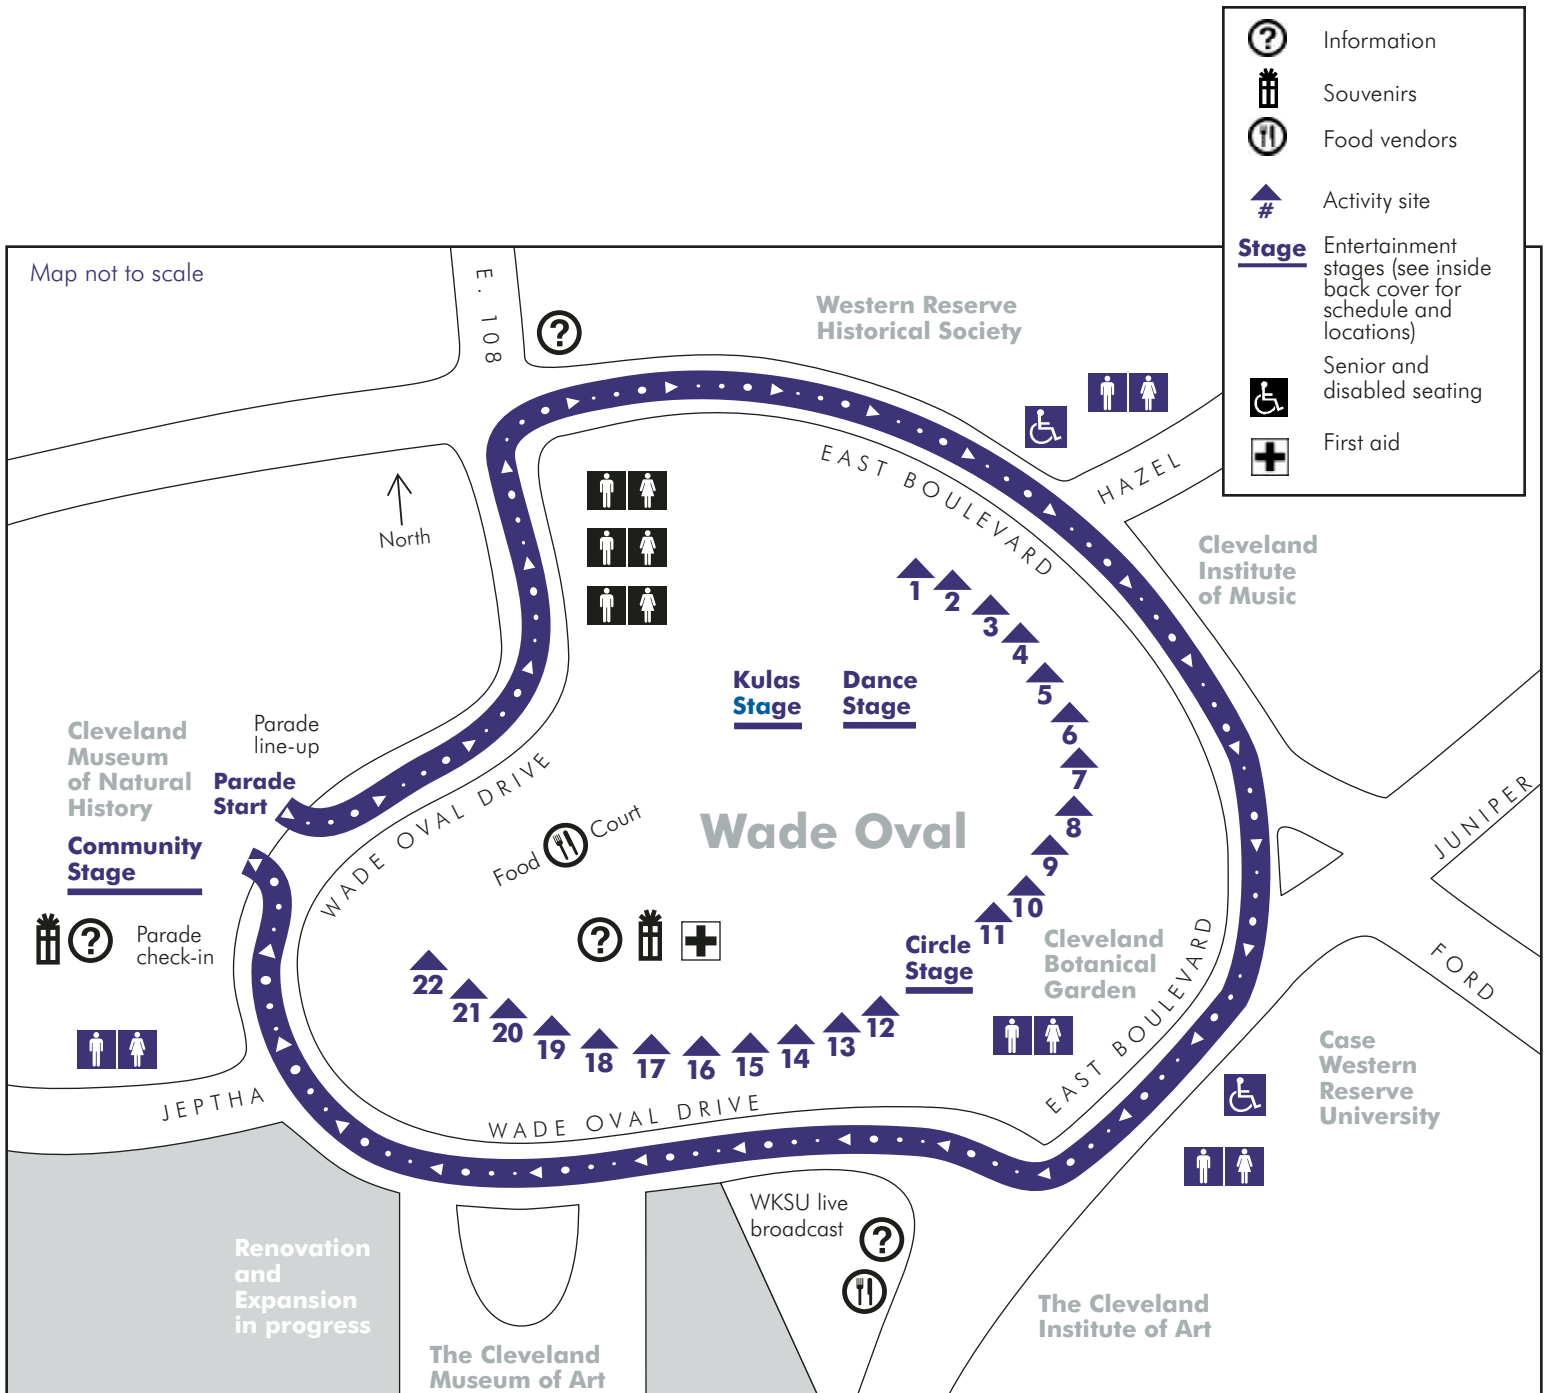 Information
Souvenirs
Food vendors
#
Activity site
Stage
Entertainment
stages (see inside
back cover for
schedule and
locations)
Senior and
disabled seating
First aid
Map not to scale
E. 108
?
Western Reserve
Historical Society
HAZEL
EAST BOULEVARD
North
Cleveland
Institute
of Music
1
2
3
4
5
6
7
8
9
10
11
Kulas
Stage
Dance
Stage
Parade
line-up
Cleveland
Museum
of Natural
History
Parade
Start
Community
Stage
WADE OVAL DRIVE
Food
Court
Wade Oval
JUNIPER
FORD
?
Parade
check-in
?
Circle
Stage
Cleveland
Botanical
Garden
EAST BOULEVARD
22
21
20
19
18
17
16
15
14
13
12
Case
Western
Reserve
University
JEPTHA
WADE OVAL DRIVE
WKSU live
broadcast
?
Renovation
and
Expansion
in progress
The Cleveland
Museum of Art
The Cleveland
Institute of Art